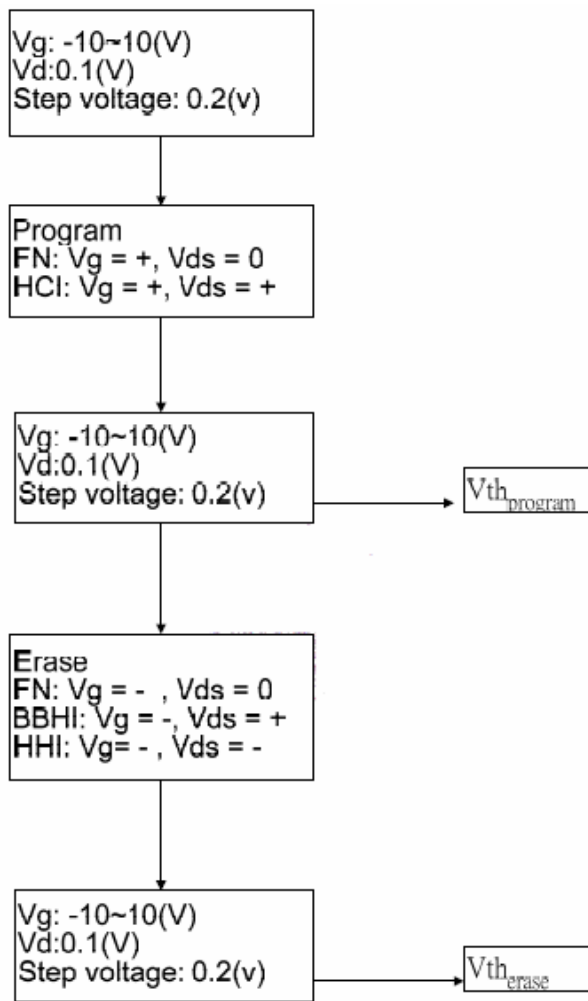 Vg: -10~10(V)
Vd:0.1(V)
Step voltage: 0.2(v)
Program
FN: Vg = +, Vds = 0
HCI: Vg = +, Vds = +
Vg: -10~10(V)
Vd:0.1(V)
Step voltage: 0.2(v)
Vth_program
Erase
FN: Vg = - , Vds = 0
BBHI: Vg = -, Vds = +
HHI: Vg= - , Vds = -
Vg: -10~10(V)
Vd:0.1(V)
Step voltage: 0.2(v)
Vth_erase